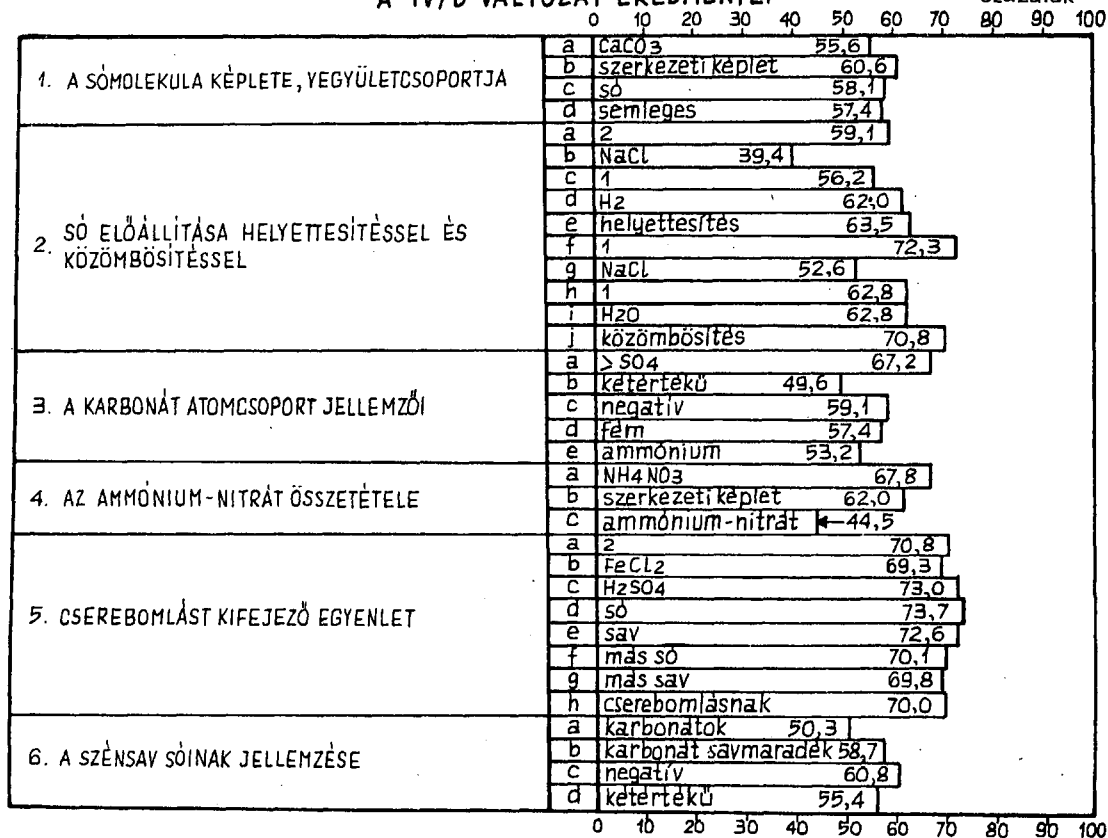 A IV/B VÁLTOZAT EREDMÉNYEI
százalék
0 10 20 30 40 50 60 70 80 90 100
1. A SÓMOLEKULA KÉPLETE, VEGYÜLETCSOPORTJA
a CaCO3 55,6
b szerkezeti képlet 60,6
c só 58,1
d semleges 57,4
2. SÓ ELŐÁLLÍTÁSA HELYETTESÍTÉSSEL ÉS KÖZÖMBÖSÍTÉSSEL
a 2 59,1
b NaCl 39,4
c 1 56,2
d H2 62,0
e helyettesítés 63,5
f 1 72,3
g NaCl 52,6
h 1 62,8
i H2O 62,8
j közömbösítés 70,8
3. A KARBONÁT ATOMCSOPORT JELLEMZŐI
a >SO4 67,2
b kétértékű 49,6
c negatív 59,1
d fém 57,4
e ammónium 53,2
4. AZ AMMÓNIUM-NITRÁT ÖSSZETÉTELE
a NH4NO3 67,8
b szerkezeti képlet 62,0
c ammónium-nitrát ←44,5
5. CSEREBOMLÁST KIFEJEZŐ EGYENLET
a 2 70,8
b FeCl2 69,3
c H2SO4 73,0
d só 73,7
e sav 72,6
f más só 70,1
g más sav 69,8
h cserebomlásnak 70,0
6. A SZÉNSAV SÓINAK JELLEMZÉSE
a karbonátok 50,3
b karbonát savmaradék 58,7
c negatív 60,8
d kétértékű 55,4
0 10 20 30 40 50 60 70 80 90 100